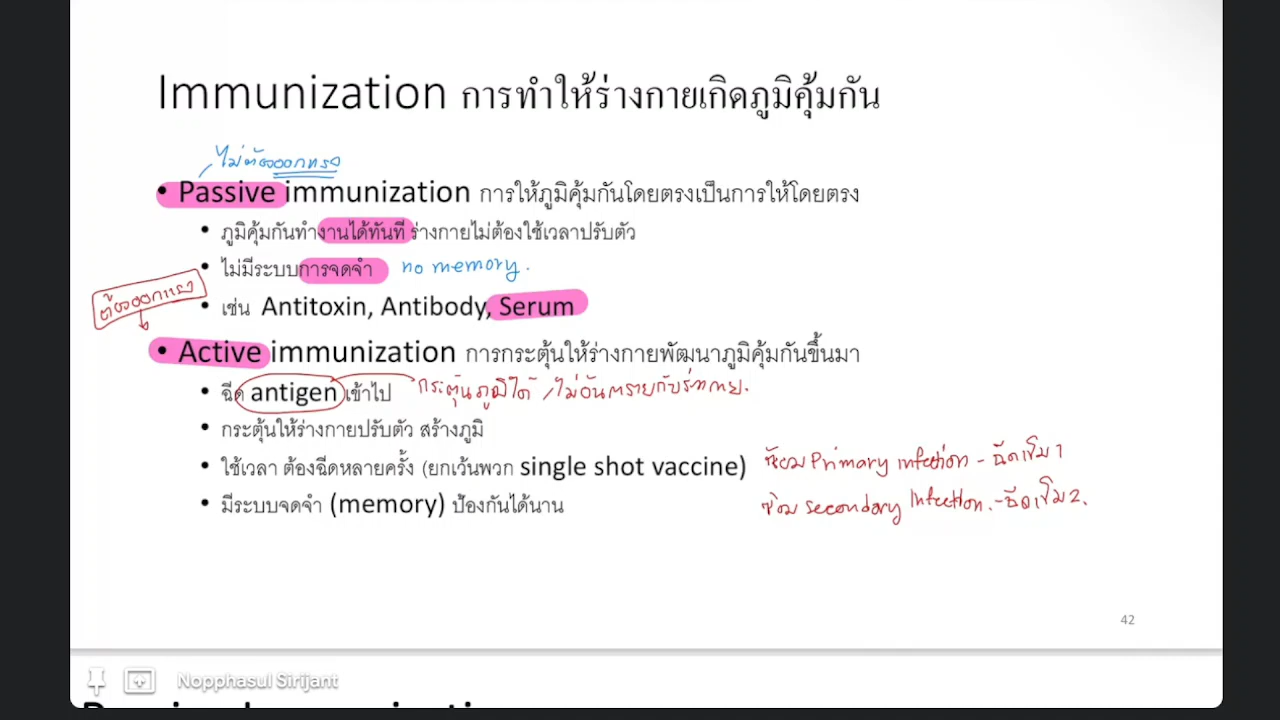 Immunization การทำให้ร่างกายเกิดภูมิคุ้มกัน
ไม่ต้องออกแรง
• Passive immunization การให้ภูมิคุ้มกันโดยตรงเป็นการให้โดยตรง
• ภูมิคุ้มกันทำงานได้ทันที ร่างกายไม่ต้องใช้เวลาปรับตัว
• ไม่มีระบบการจดจำ no memory.
• เช่น Antitoxin, Antibody, Serum
ต้องออกแรง
• Active immunization การกระตุ้นให้ร่างกายพัฒนาภูมิคุ้มกันขึ้นมา
• ฉีด antigen เข้าไป กระตุ้นภูมิได้ / ไม่อันตรายกับร่างกาย.
• กระตุ้นให้ร่างกายปรับตัว สร้างภูมิ
• ใช้เวลา ต้องฉีดหลายครั้ง (ยกเว้นพวก single shot vaccine) ซ้อม Primary infection - ฉีดเข็ม 1
• มีระบบจดจำ (memory) ป้องกันได้นาน ซ้อม secondary Infection. - ฉีดเข็ม 2.
42
Nopphasul Sirijant